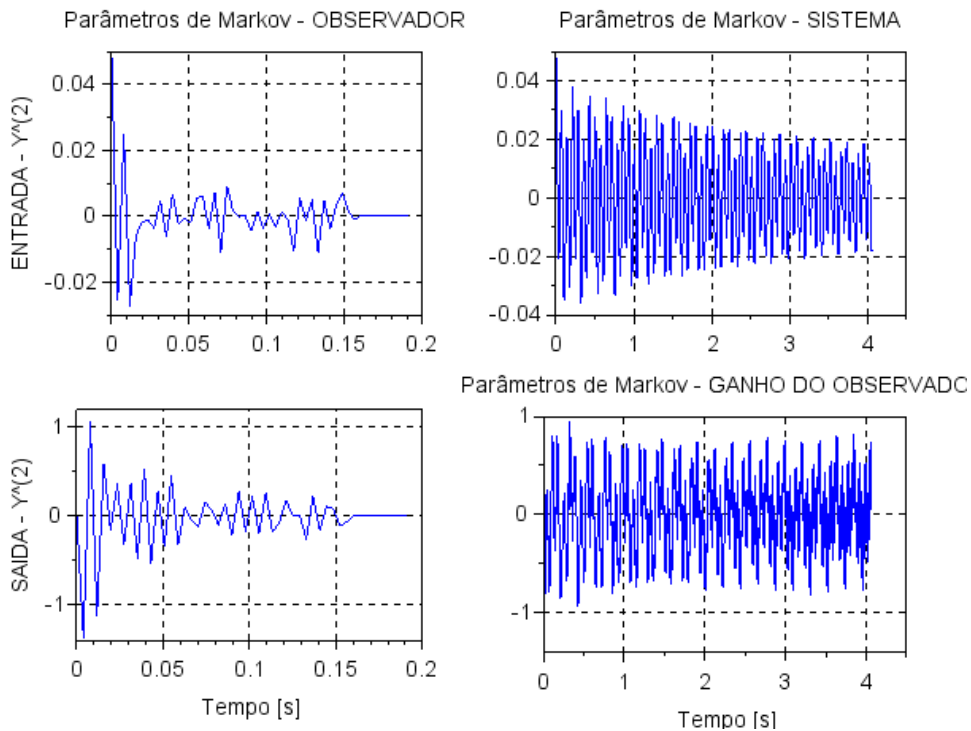 Parâmetros de Markov - OBSERVADOR
ENTRADA - Y^(2)
0.04
0.02
0
-0.02
0 0.05 0.1 0.15 0.2
Parâmetros de Markov - SISTEMA
0.04
0.02
0
-0.02
-0.04
0 1 2 3 4
SAIDA - Y^(2)
1
0
-1
0 0.05 0.1 0.15 0.2
Tempo [s]
Parâmetros de Markov - GANHO DO OBSERVADO
1
0
-1
0 1 2 3 4
Tempo [s]